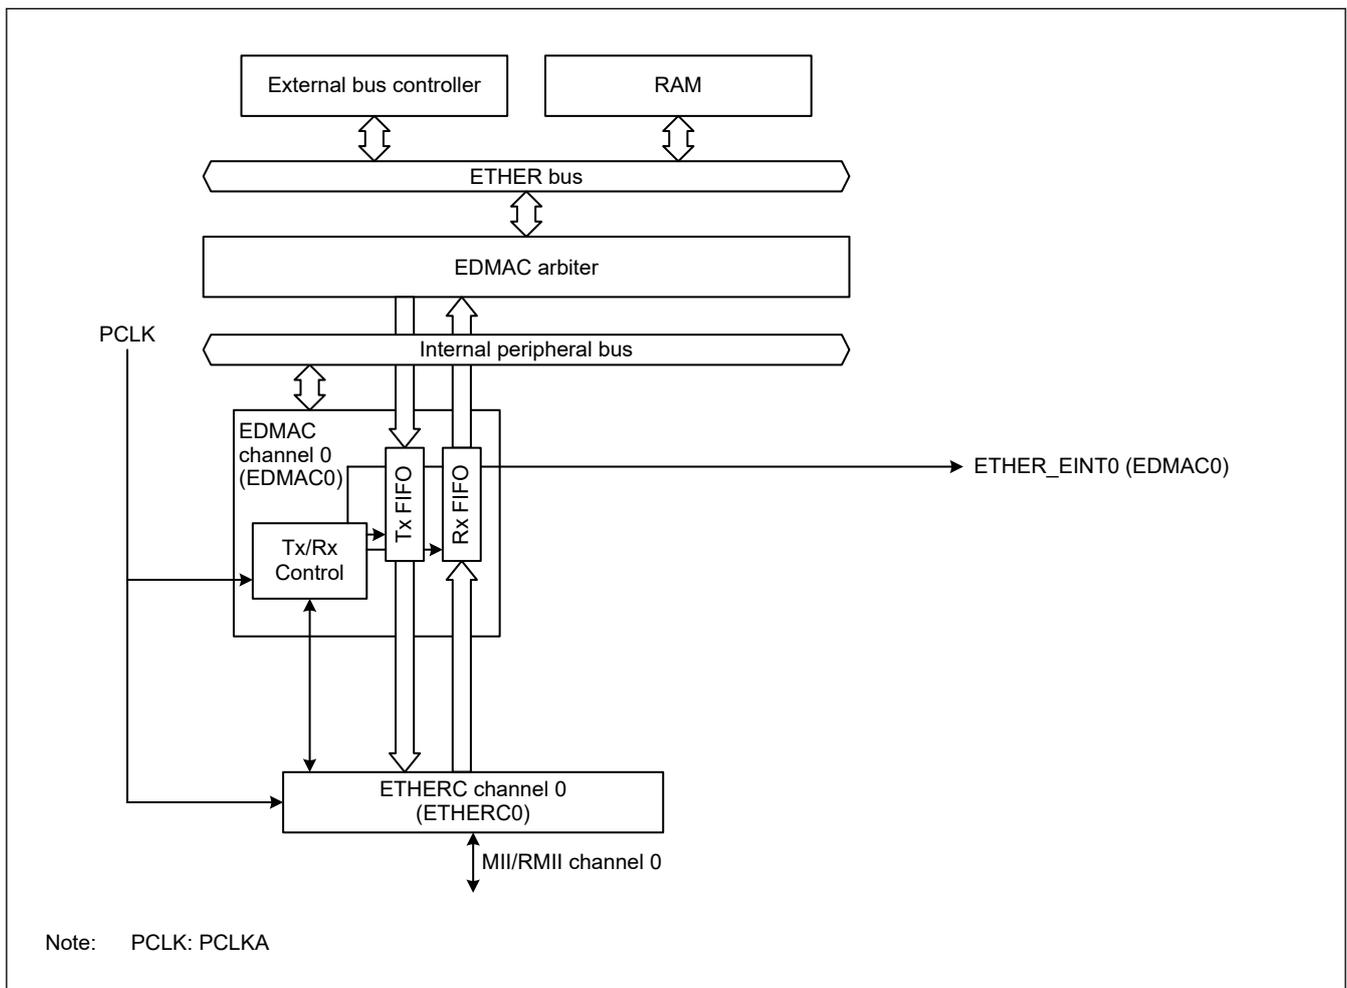 External bus controller
RAM
ETHER bus
EDMAC arbiter
PCLK
Internal peripheral bus
EDMAC
channel 0
(EDMAC0)
Tx FIFO
Rx FIFO
ETHER_EINT0 (EDMAC0)
Tx/Rx
Control
ETHERC channel 0
(ETHERC0)
MII/RMII channel 0
Note: PCLK: PCLKA